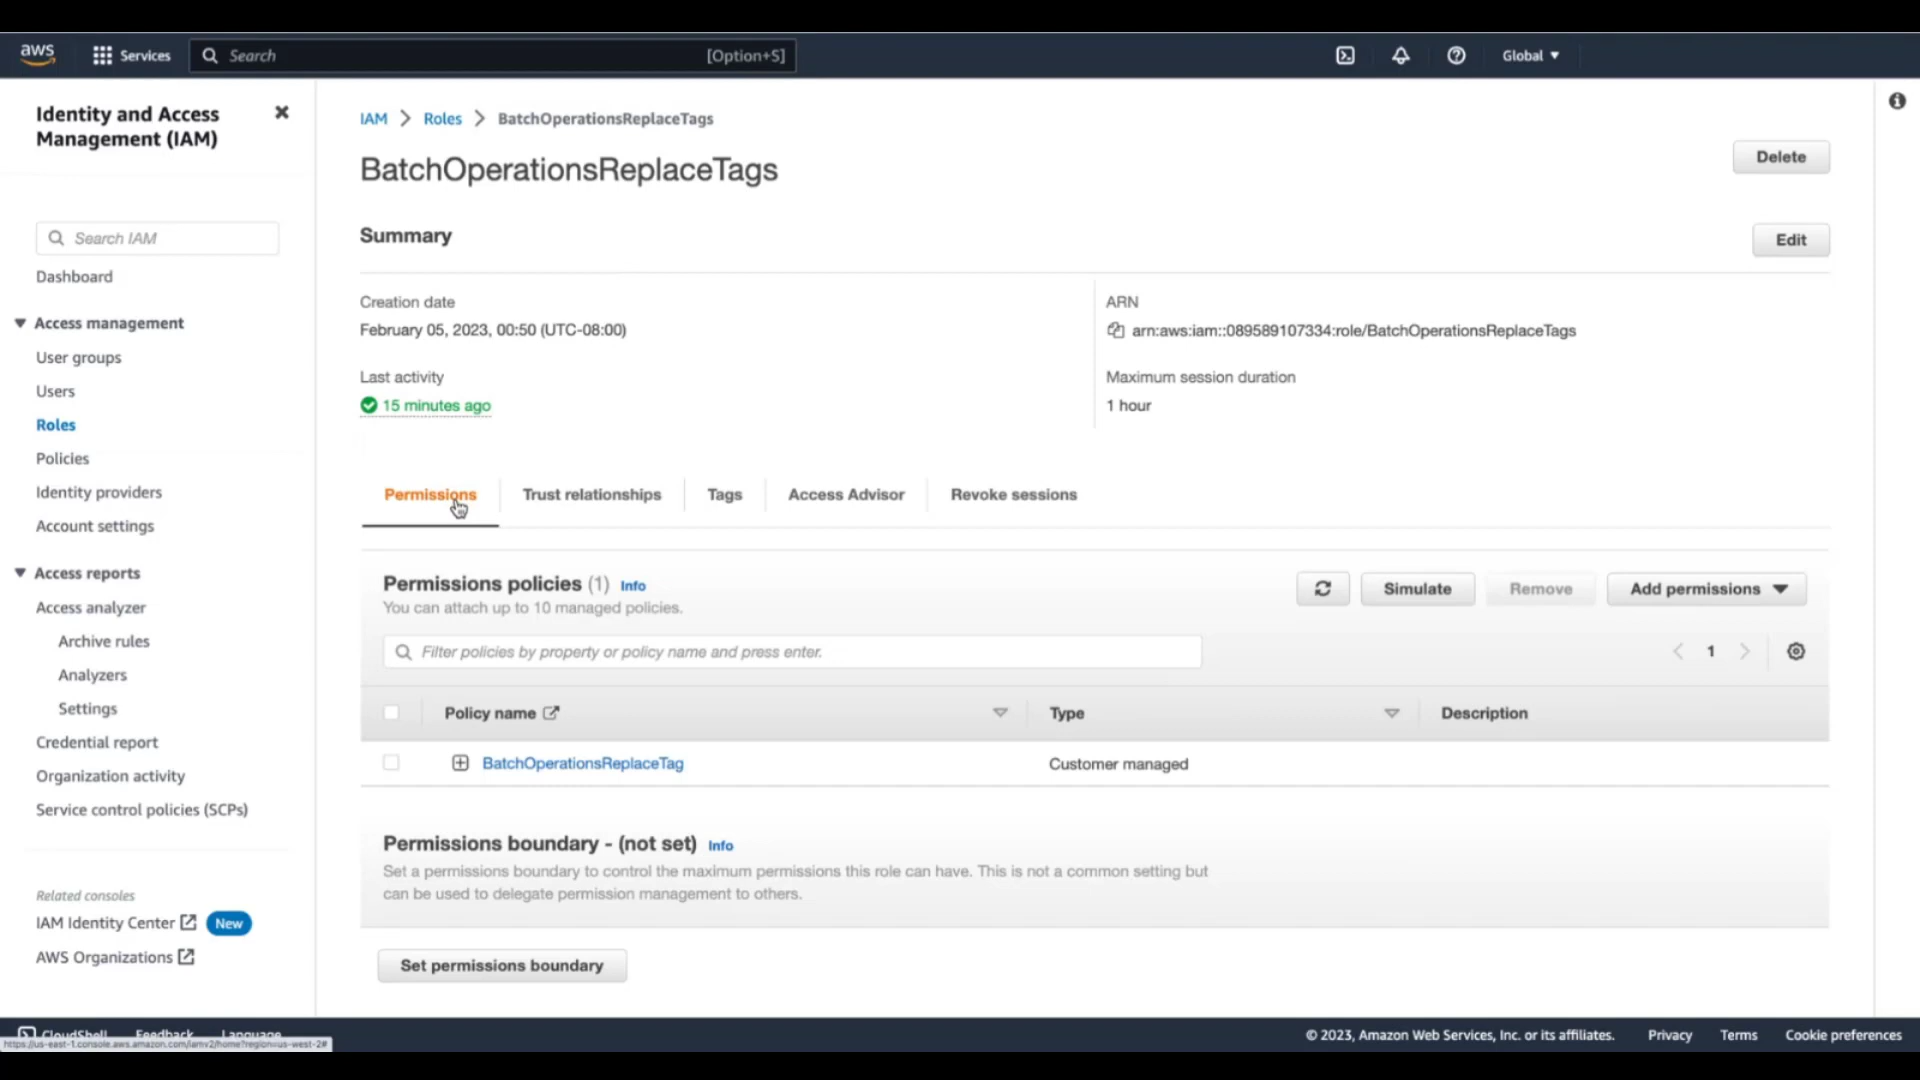 aws
Services
Search
[Option+S]
Global
Identity and Access
Management (IAM)
Search IAM
Dashboard
Access management
User groups
Users
Roles
Policies
Identity providers
Account settings
Access reports
Access analyzer
Archive rules
Analyzers
Settings
Credential report
Organization activity
Service control policies (SCPs)
Related consoles
IAM Identity Center New
AWS Organizations
IAM > Roles > BatchOperationsReplaceTags
BatchOperationsReplaceTags
Delete
Summary
Edit
Creation date
February 05, 2023, 00:50 (UTC-08:00)
ARN
arn:aws:iam::089589107334:role/BatchOperationsReplaceTags
Last activity
15 minutes ago
Maximum session duration
1 hour
Permissions
Trust relationships
Tags
Access Advisor
Revoke sessions
Permissions policies (1) Info
You can attach up to 10 managed policies.
Simulate
Remove
Add permissions
Filter policies by property or policy name and press enter.
1
Policy name
Type
Description
BatchOperationsReplaceTag
Customer managed
Permissions boundary - (not set) Info
Set a permissions boundary to control the maximum permissions this role can have. This is not a common setting but
can be used to delegate permission management to others.
Set permissions boundary
CloudShell
Feedback
Language
https://us-east-1.console.aws.amazon.com/iamv2/home?region=us-west-2#
© 2023, Amazon Web Services, Inc. or its affiliates.
Privacy
Terms
Cookie preferences